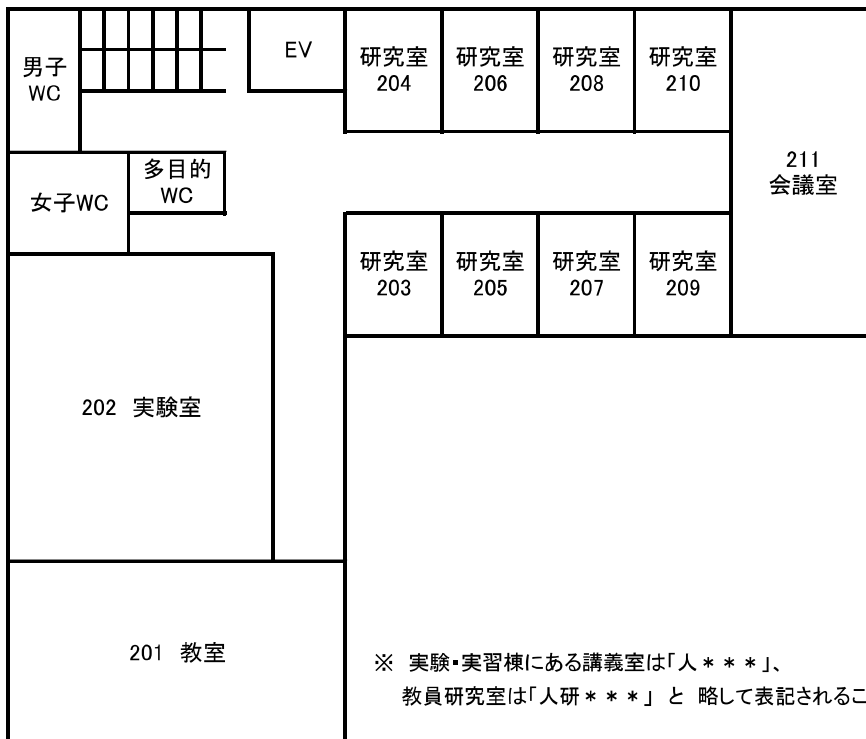 男子
WC
EV
研究室
204
研究室
206
研究室
208
研究室
210
211
会議室
女子WC
多目的
WC
研究室
203
研究室
205
研究室
207
研究室
209
202 実験室
201 教室
※ 実験・実習棟にある講義室は「人＊＊＊」、
教員研究室は「人研＊＊＊」 と 略して表記されるこ